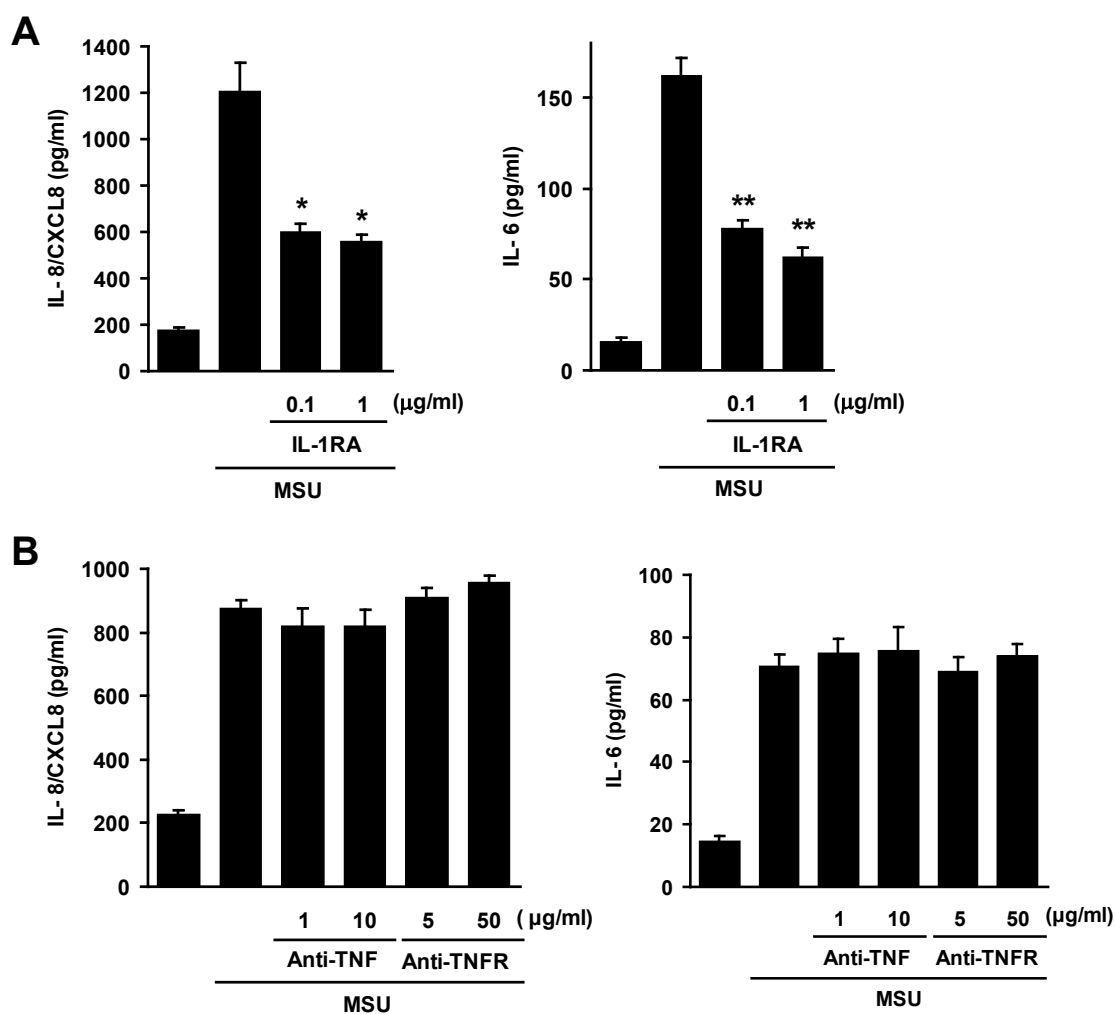 A
IL-8/CXCL8 (pg/ml)
1400
1200
1000
800
600
400
200
0
*
*
0.1 1 (μg/ml)
IL-1RA
MSU
IL-6 (pg/ml)
150
100
50
0
**
**
0.1 1 (μg/ml)
IL-1RA
MSU
B
IL-8/CXCL8 (pg/ml)
1000
800
600
400
200
0
1 10 5 50 ( μg/ml)
Anti-TNF Anti-TNFR
MSU
IL-6 (pg/ml)
100
80
60
40
20
0
1 10 5 50 (μg/ml)
Anti-TNF Anti-TNFR
MSU